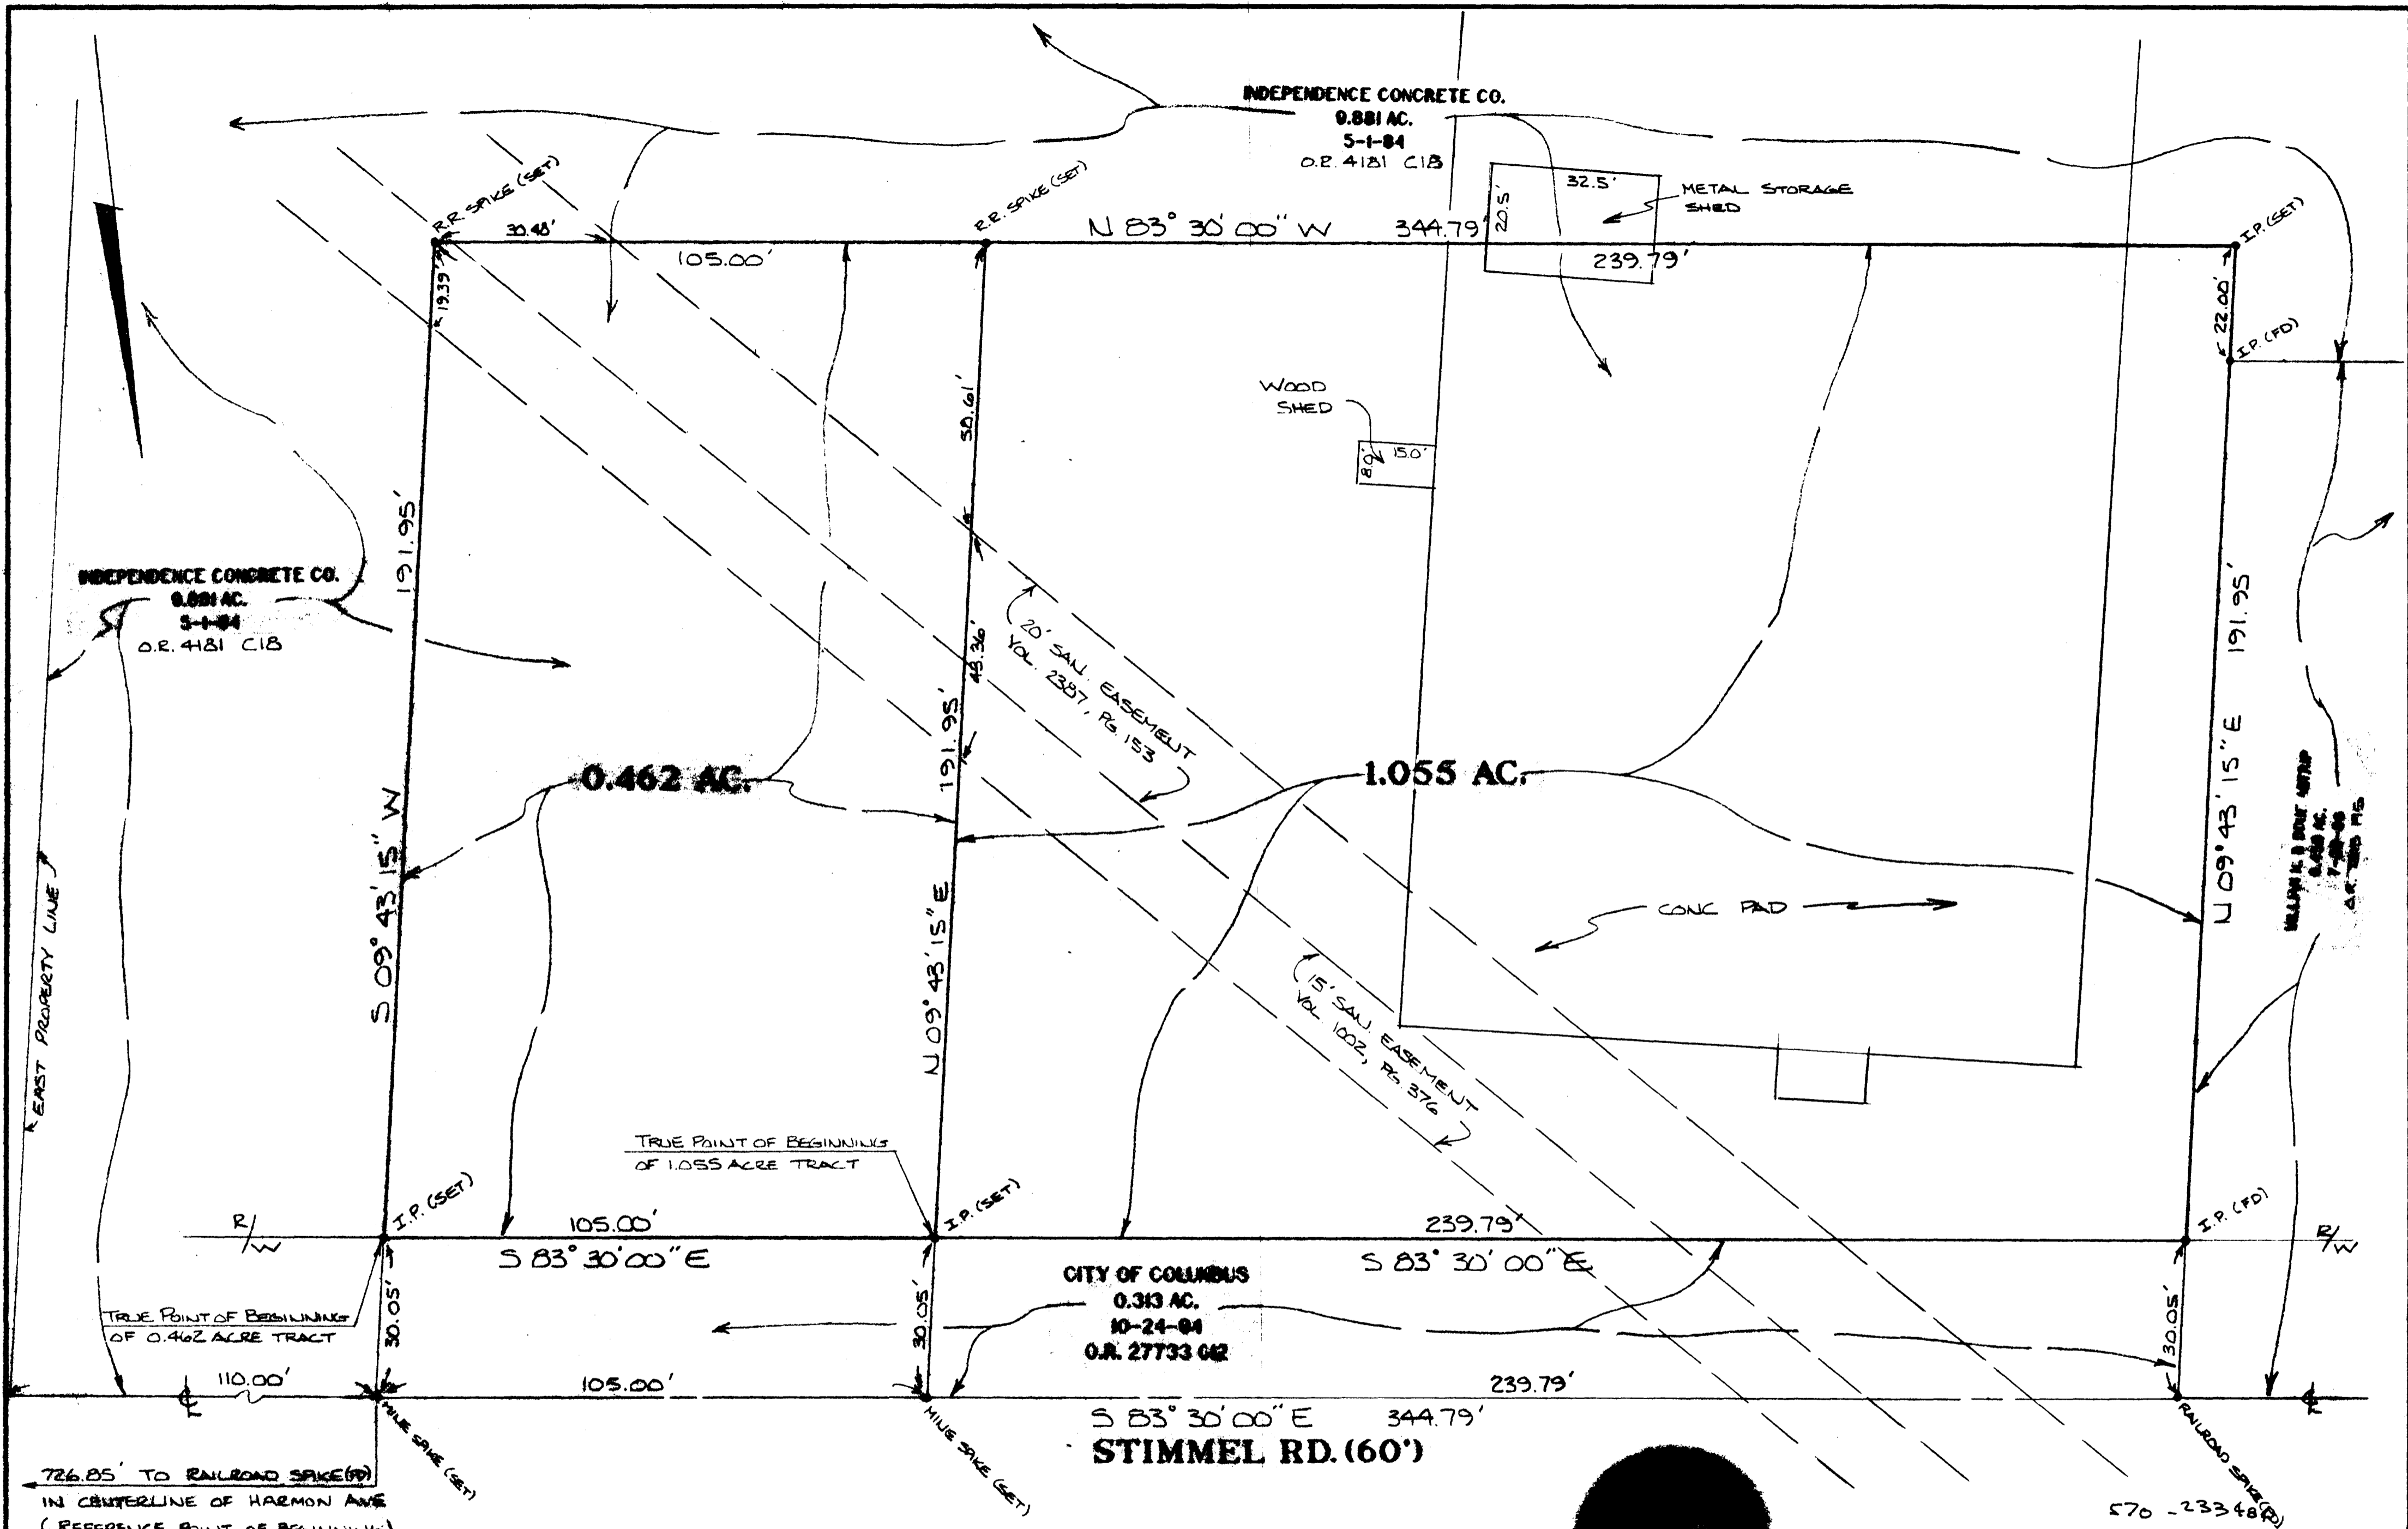 INDEPENDENCE CONCRETE CO.
9.881 AC.
5-1-84
O.R. 4181 C18
R.R. SPIKE (SET)
30.48'
105.00'
19.39'
R.R. SPIKE (SET)
N 83° 30' 00" W 344.79'
239.79'
32.5'
20.5'
METAL STORAGE
SHED
I.P. (SET)
22.00'
I.P. (FD)
WOOD
SHED
8.0'
15.0'
191.95'
S 09° 43' 15" W
INDEPENDENCE CONCRETE CO.
9.881 AC.
5-1-84
O.R. 4181 C18
EAST PROPERTY LINE
0.462 AC.
48.36'
191.95'
N 09° 43' 15" E
20' SAN. EASEMENT
VOL. 2387, PG. 153
1.055 AC.
15' SAN. EASEMENT
VOL. 1002, PG. 376
CONC PAD
191.95'
N 09° 43' 15" E
TRUE POINT OF BEGINNING
OF 1.055 ACRE TRACT
R/W
I.P. (SET)
105.00'
S 83° 30' 00" E
I.P. (SET)
239.79'
S 83° 30' 00" E
I.P. (FD)
R/W
TRUE POINT OF BEGINNING
OF 0.462 ACRE TRACT
30.05'
30.05'
30.05'
CITY OF COLUMBUS
0.313 AC.
10-24-84
O.R. 27733
110.00'
105.00'
239.79'
MINE SPIKE (SET)
MINE SPIKE (SET)
S 83° 30' 00" E 344.79'
RAILROAD SPIKE (FD)
STIMMEL RD. (60')
726.85' TO RAILROAD SPIKE (FD)
IN CENTERLINE OF HARMON AVE
(REFERENCE POINT OF BEGINNING)
570 - 23348